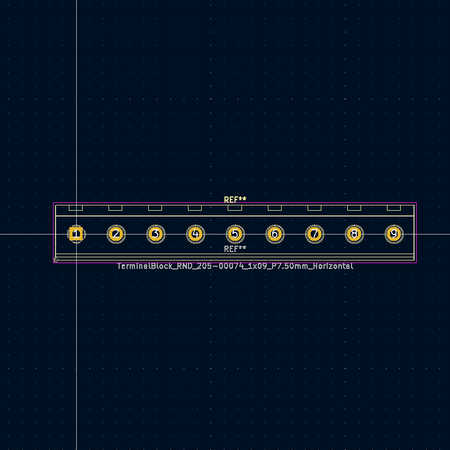 REF**
1 2 3 4 5 6 7 8 9
REF**
TerminalBlock_RND_205-00074_1x09_P7.50mm_Horizontal